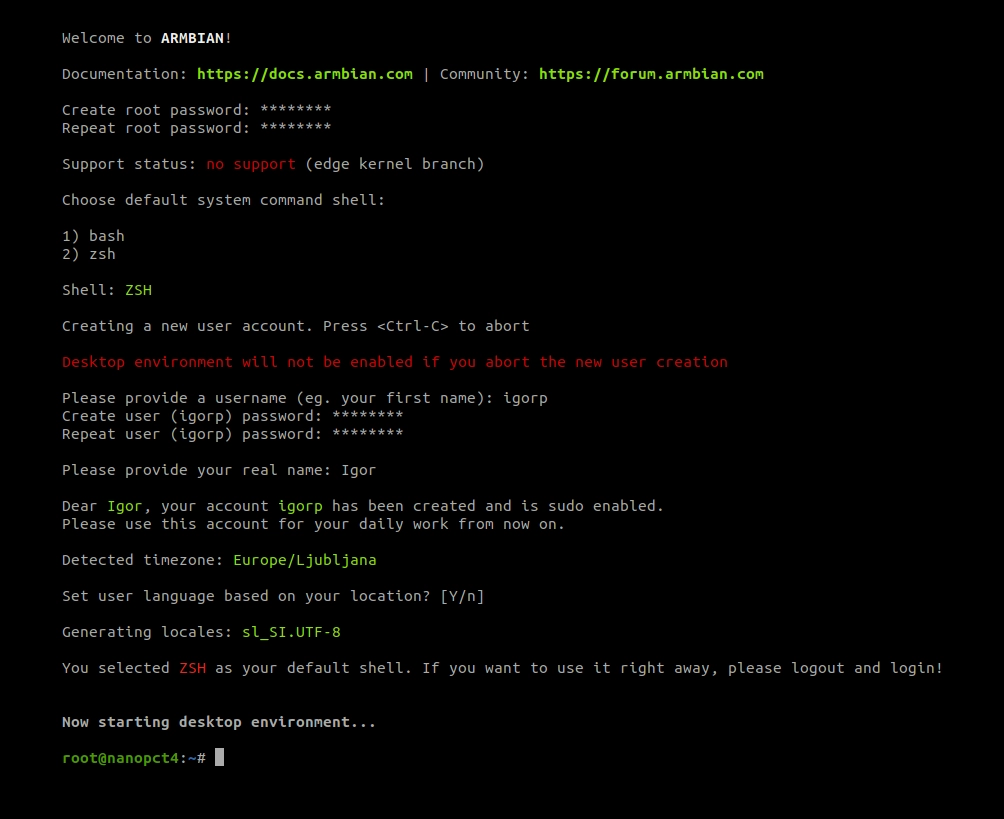 Welcome to ARMBIAN!
Documentation: https://docs.armbian.com | Community: https://forum.armbian.com
Create root password: ********
Repeat root password: ********
Support status: no support (edge kernel branch)
Choose default system command shell:
1) bash
2) zsh
Shell: ZSH
Creating a new user account. Press <Ctrl-C> to abort
Desktop environment will not be enabled if you abort the new user creation
Please provide a username (eg. your first name): igorp
Create user (igorp) password: ********
Repeat user (igorp) password: ********
Please provide your real name: Igor
Dear Igor, your account igorp has been created and is sudo enabled.
Please use this account for your daily work from now on.
Detected timezone: Europe/Ljubljana
Set user language based on your location? [Y/n]
Generating locales: sl_SI.UTF-8
You selected ZSH as your default shell. If you want to use it right away, please logout and login!
Now starting desktop environment...
root@nanopct4:~#